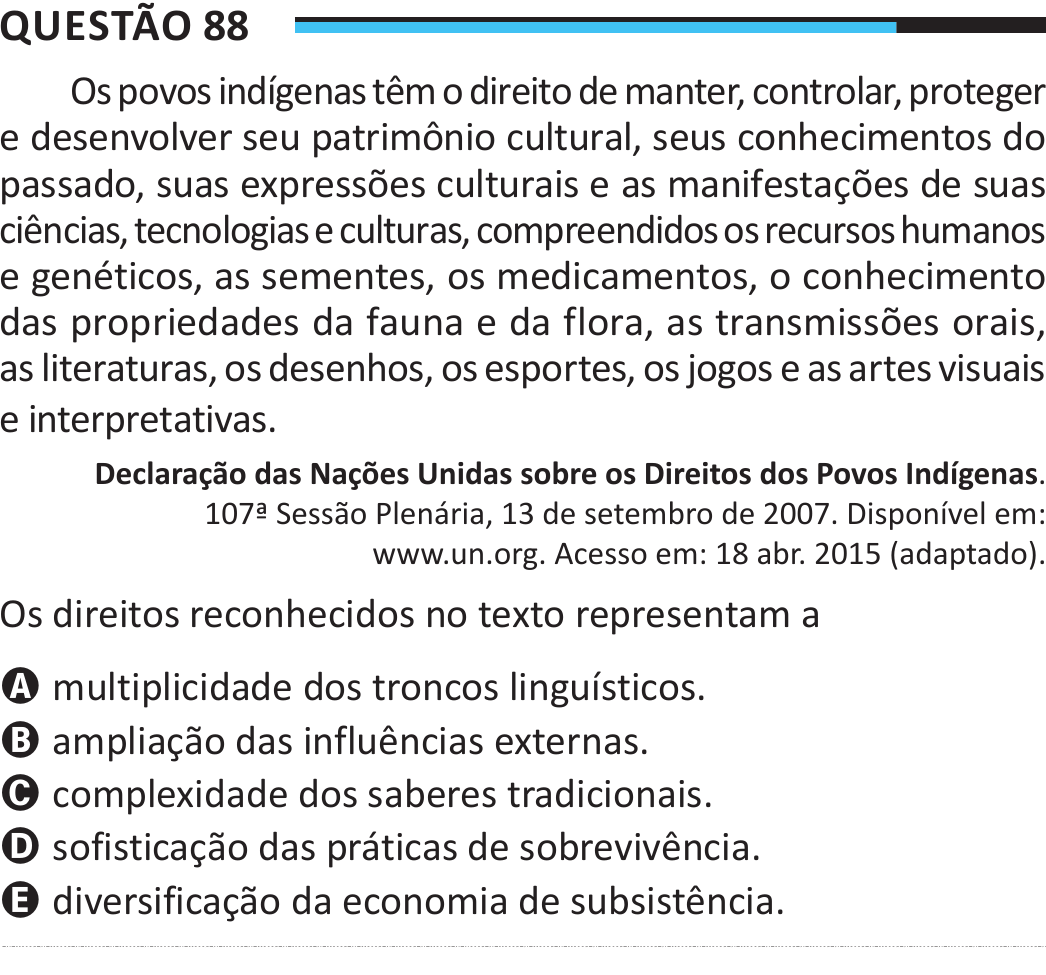 QUESTÃO 88
Os povos indígenas têm o direito de manter, controlar, proteger
e desenvolver seu patrimônio cultural, seus conhecimentos do
passado, suas expressões culturais e as manifestações de suas
ciências, tecnologias e culturas, compreendidos os recursos humanos
e genéticos, as sementes, os medicamentos, o conhecimento
das propriedades da fauna e da flora, as transmissões orais,
as literaturas, os desenhos, os esportes, os jogos e as artes visuais
e interpretativas.
Declaração das Nações Unidas sobre os Direitos dos Povos Indígenas.
107ª Sessão Plenária, 13 de setembro de 2007. Disponível em:
www.un.org. Acesso em: 18 abr. 2015 (adaptado).
Os direitos reconhecidos no texto representam a
A multiplicidade dos troncos linguísticos.
B ampliação das influências externas.
C complexidade dos saberes tradicionais.
D sofisticação das práticas de sobrevivência.
E diversificação da economia de subsistência.